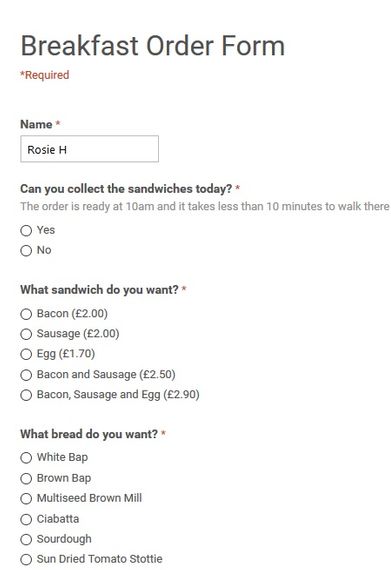 Breakfast Order Form
*Required
Name *
Rosie H
Can you collect the sandwiches today? *
The order is ready at 10am and it takes less than 10 minutes to walk there
Yes
No
What sandwich do you want? *
Bacon (£2.00)
Sausage (£2.00)
Egg (£1.70)
Bacon and Sausage (£2.50)
Bacon, Sausage and Egg (£2.90)
What bread do you want? *
White Bap
Brown Bap
Multiseed Brown Mill
Ciabatta
Sourdough
Sun Dried Tomato Stottie